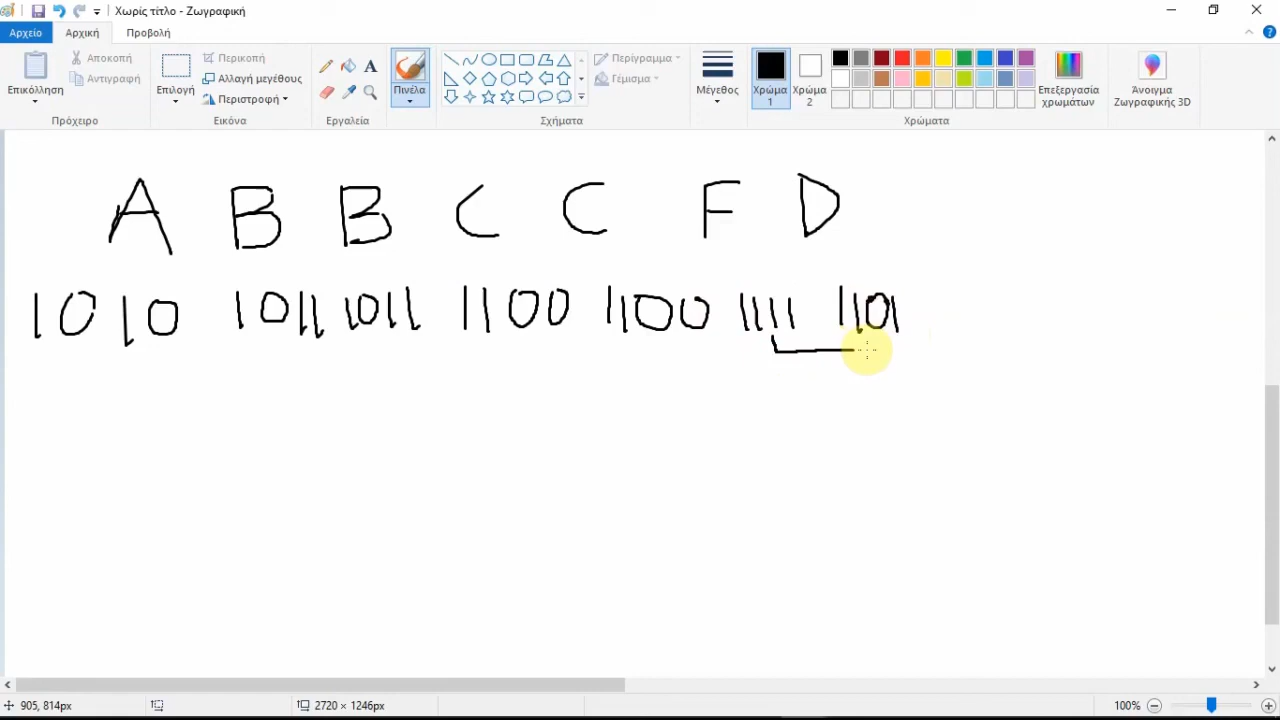 Χωρίς τίτλο - Ζωγραφική
Αρχείο Αρχική Προβολή
Επικόλληση Αποκοπή Αντιγραφή Πρόχειρο
Επιλογή Περικοπή Αλλαγή μεγέθους Περιστροφή Εικόνα
A Εργαλεία
Πινέλα
Σχήματα Περίγραμμα Γέμισμα
Μέγεθος
Χρώμα 1 Χρώμα 2 Χρώματα
Επεξεργασία χρωμάτων
Άνοιγμα Ζωγραφικής 3D
A B B C C F D
1010 1011 1011 1100 1100 1111 1101
905, 814px 2720 × 1246px 100%